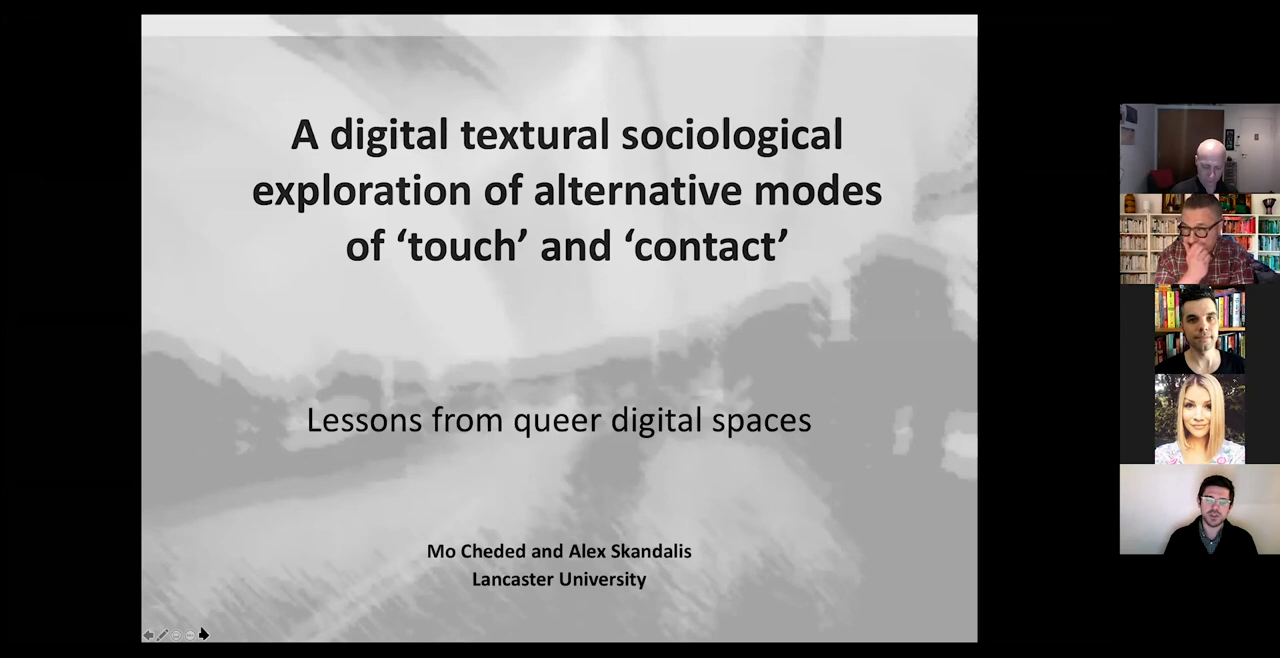 A digital textural sociological
exploration of alternative modes
of ‘touch’ and ‘contact’
Lessons from queer digital spaces
Mo Cheded and Alex Skandalis
Lancaster University